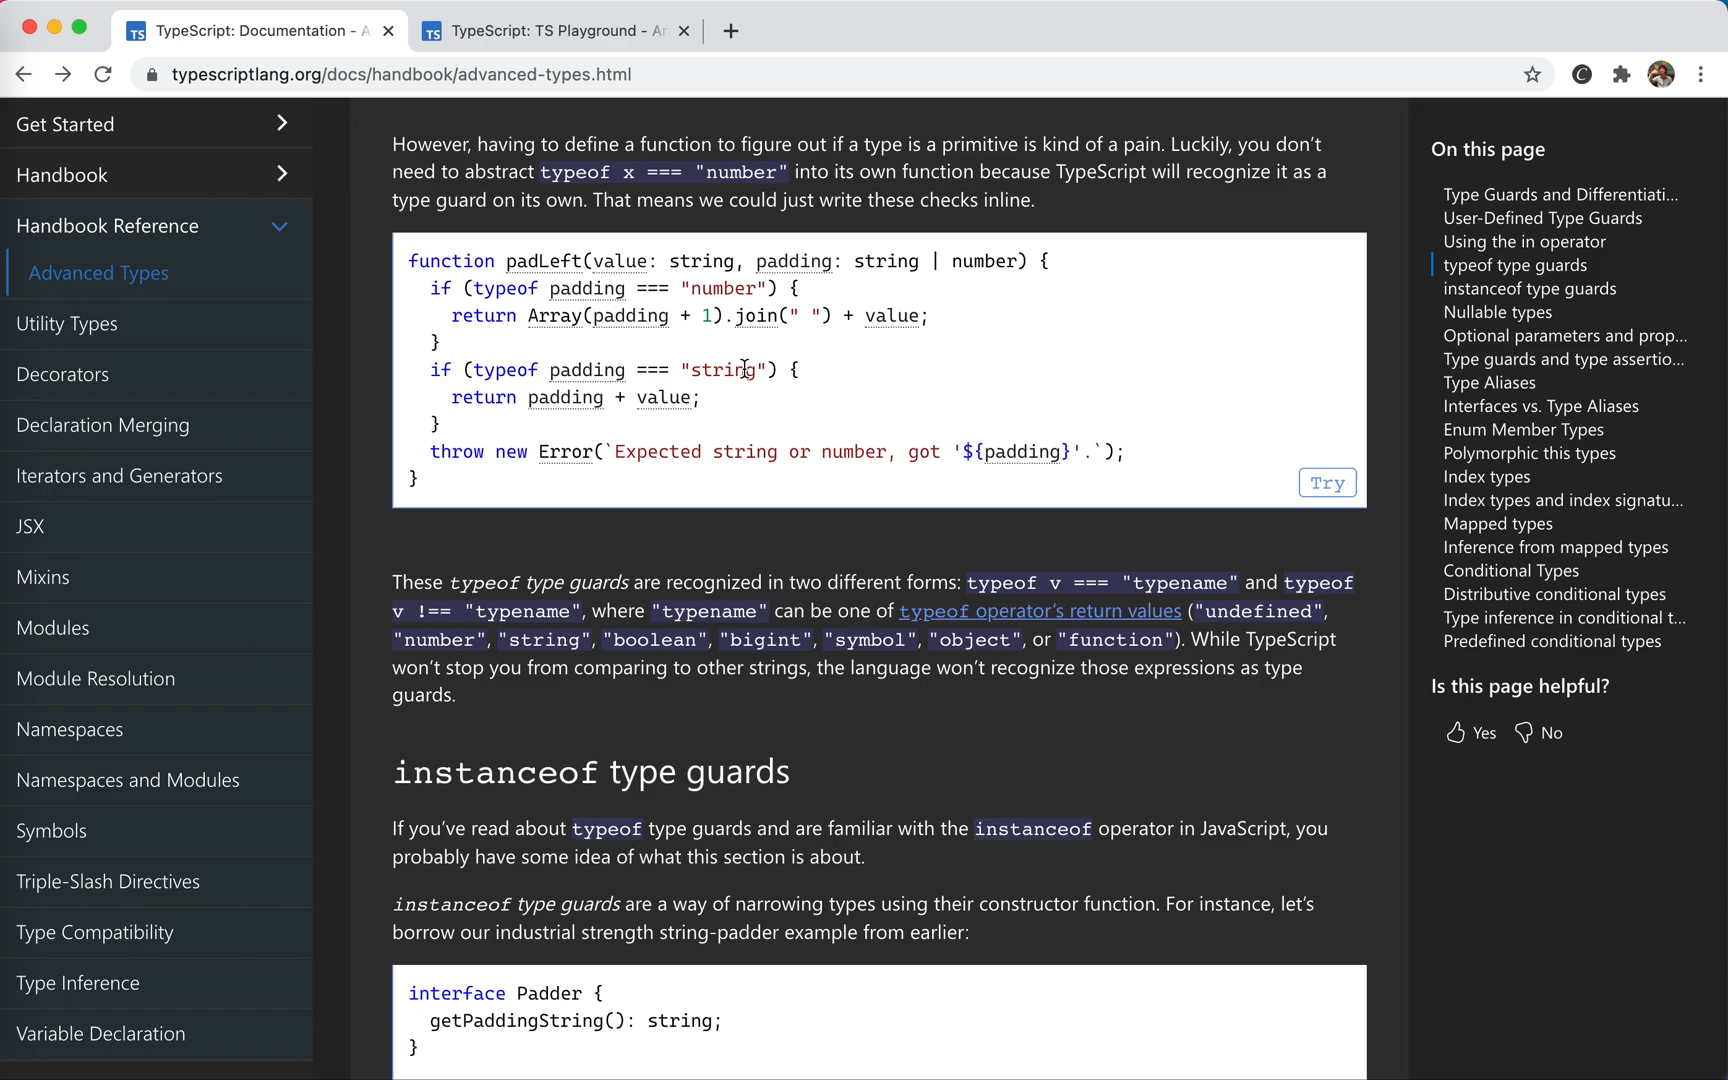 TypeScript: Documentation - A
TypeScript: TS Playground - An
typescriptlang.org/docs/handbook/advanced-types.html
Get Started
Handbook
Handbook Reference
Advanced Types
Utility Types
Decorators
Declaration Merging
Iterators and Generators
JSX
Mixins
Modules
Module Resolution
Namespaces
Namespaces and Modules
Symbols
Triple-Slash Directives
Type Compatibility
Type Inference
Variable Declaration
However, having to define a function to figure out if a type is a primitive is kind of a pain. Luckily, you don’t
need to abstract typeof x === "number" into its own function because TypeScript will recognize it as a
type guard on its own. That means we could just write these checks inline.
function padLeft(value: string, padding: string | number) {
if (typeof padding === "number") {
return Array(padding + 1).join(" ") + value;
}
if (typeof padding === "string") {
return padding + value;
}
throw new Error(`Expected string or number, got '${padding}'.`);
}
Try
These typeof type guards are recognized in two different forms: typeof v === "typename" and typeof
v !== "typename", where "typename" can be one of typeof operator’s return values ("undefined",
"number", "string", "boolean", "bigint", "symbol", "object", or "function"). While TypeScript
won’t stop you from comparing to other strings, the language won’t recognize those expressions as type
guards.
instanceof type guards
If you’ve read about typeof type guards and are familiar with the instanceof operator in JavaScript, you
probably have some idea of what this section is about.
instanceof type guards are a way of narrowing types using their constructor function. For instance, let’s
borrow our industrial strength string-padder example from earlier:
interface Padder {
getPaddingString(): string;
}
On this page
Type Guards and Differentiati...
User-Defined Type Guards
Using the in operator
typeof type guards
instanceof type guards
Nullable types
Optional parameters and prop...
Type guards and type assertio...
Type Aliases
Interfaces vs. Type Aliases
Enum Member Types
Polymorphic this types
Index types
Index types and index signatu...
Mapped types
Inference from mapped types
Conditional Types
Distributive conditional types
Type inference in conditional t...
Predefined conditional types
Is this page helpful?
Yes No